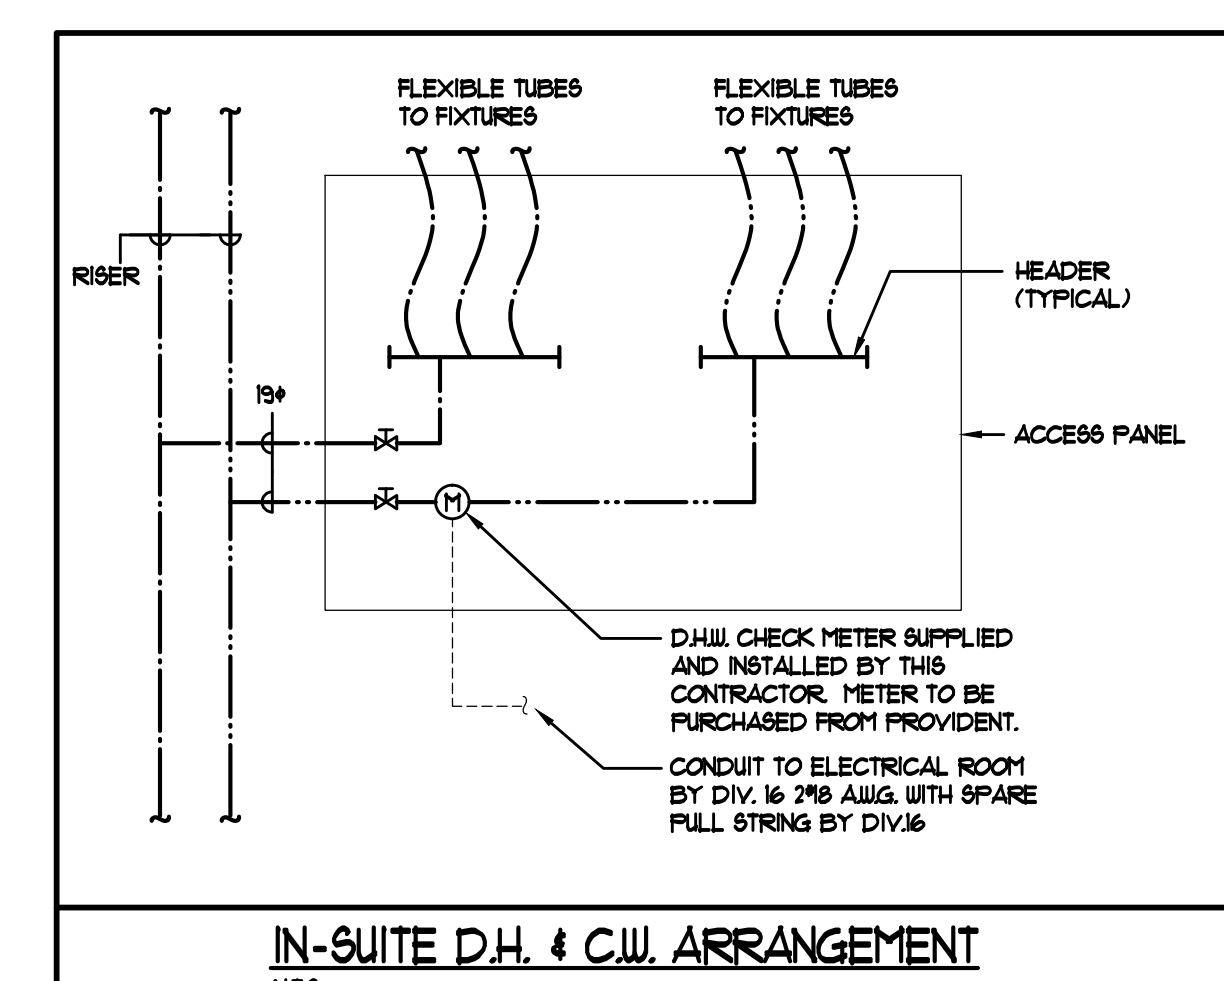 FLEXIBLE TUBES
TO FIXTURES
FLEXIBLE TUBES
TO FIXTURES
RISER
HEADER
(TYPICAL)
19ø
ACCESS PANEL
M
D.H.W. CHECK METER SUPPLIED
AND INSTALLED BY THIS
CONTRACTOR. METER TO BE
PURCHASED FROM PROVIDENT.
CONDUIT TO ELECTRICAL ROOM
BY DIV. 16 2#18 A.W.G. WITH SPARE
PULL STRING BY DIV.16
IN-SUITE D.H. & C.W. ARRANGEMENT